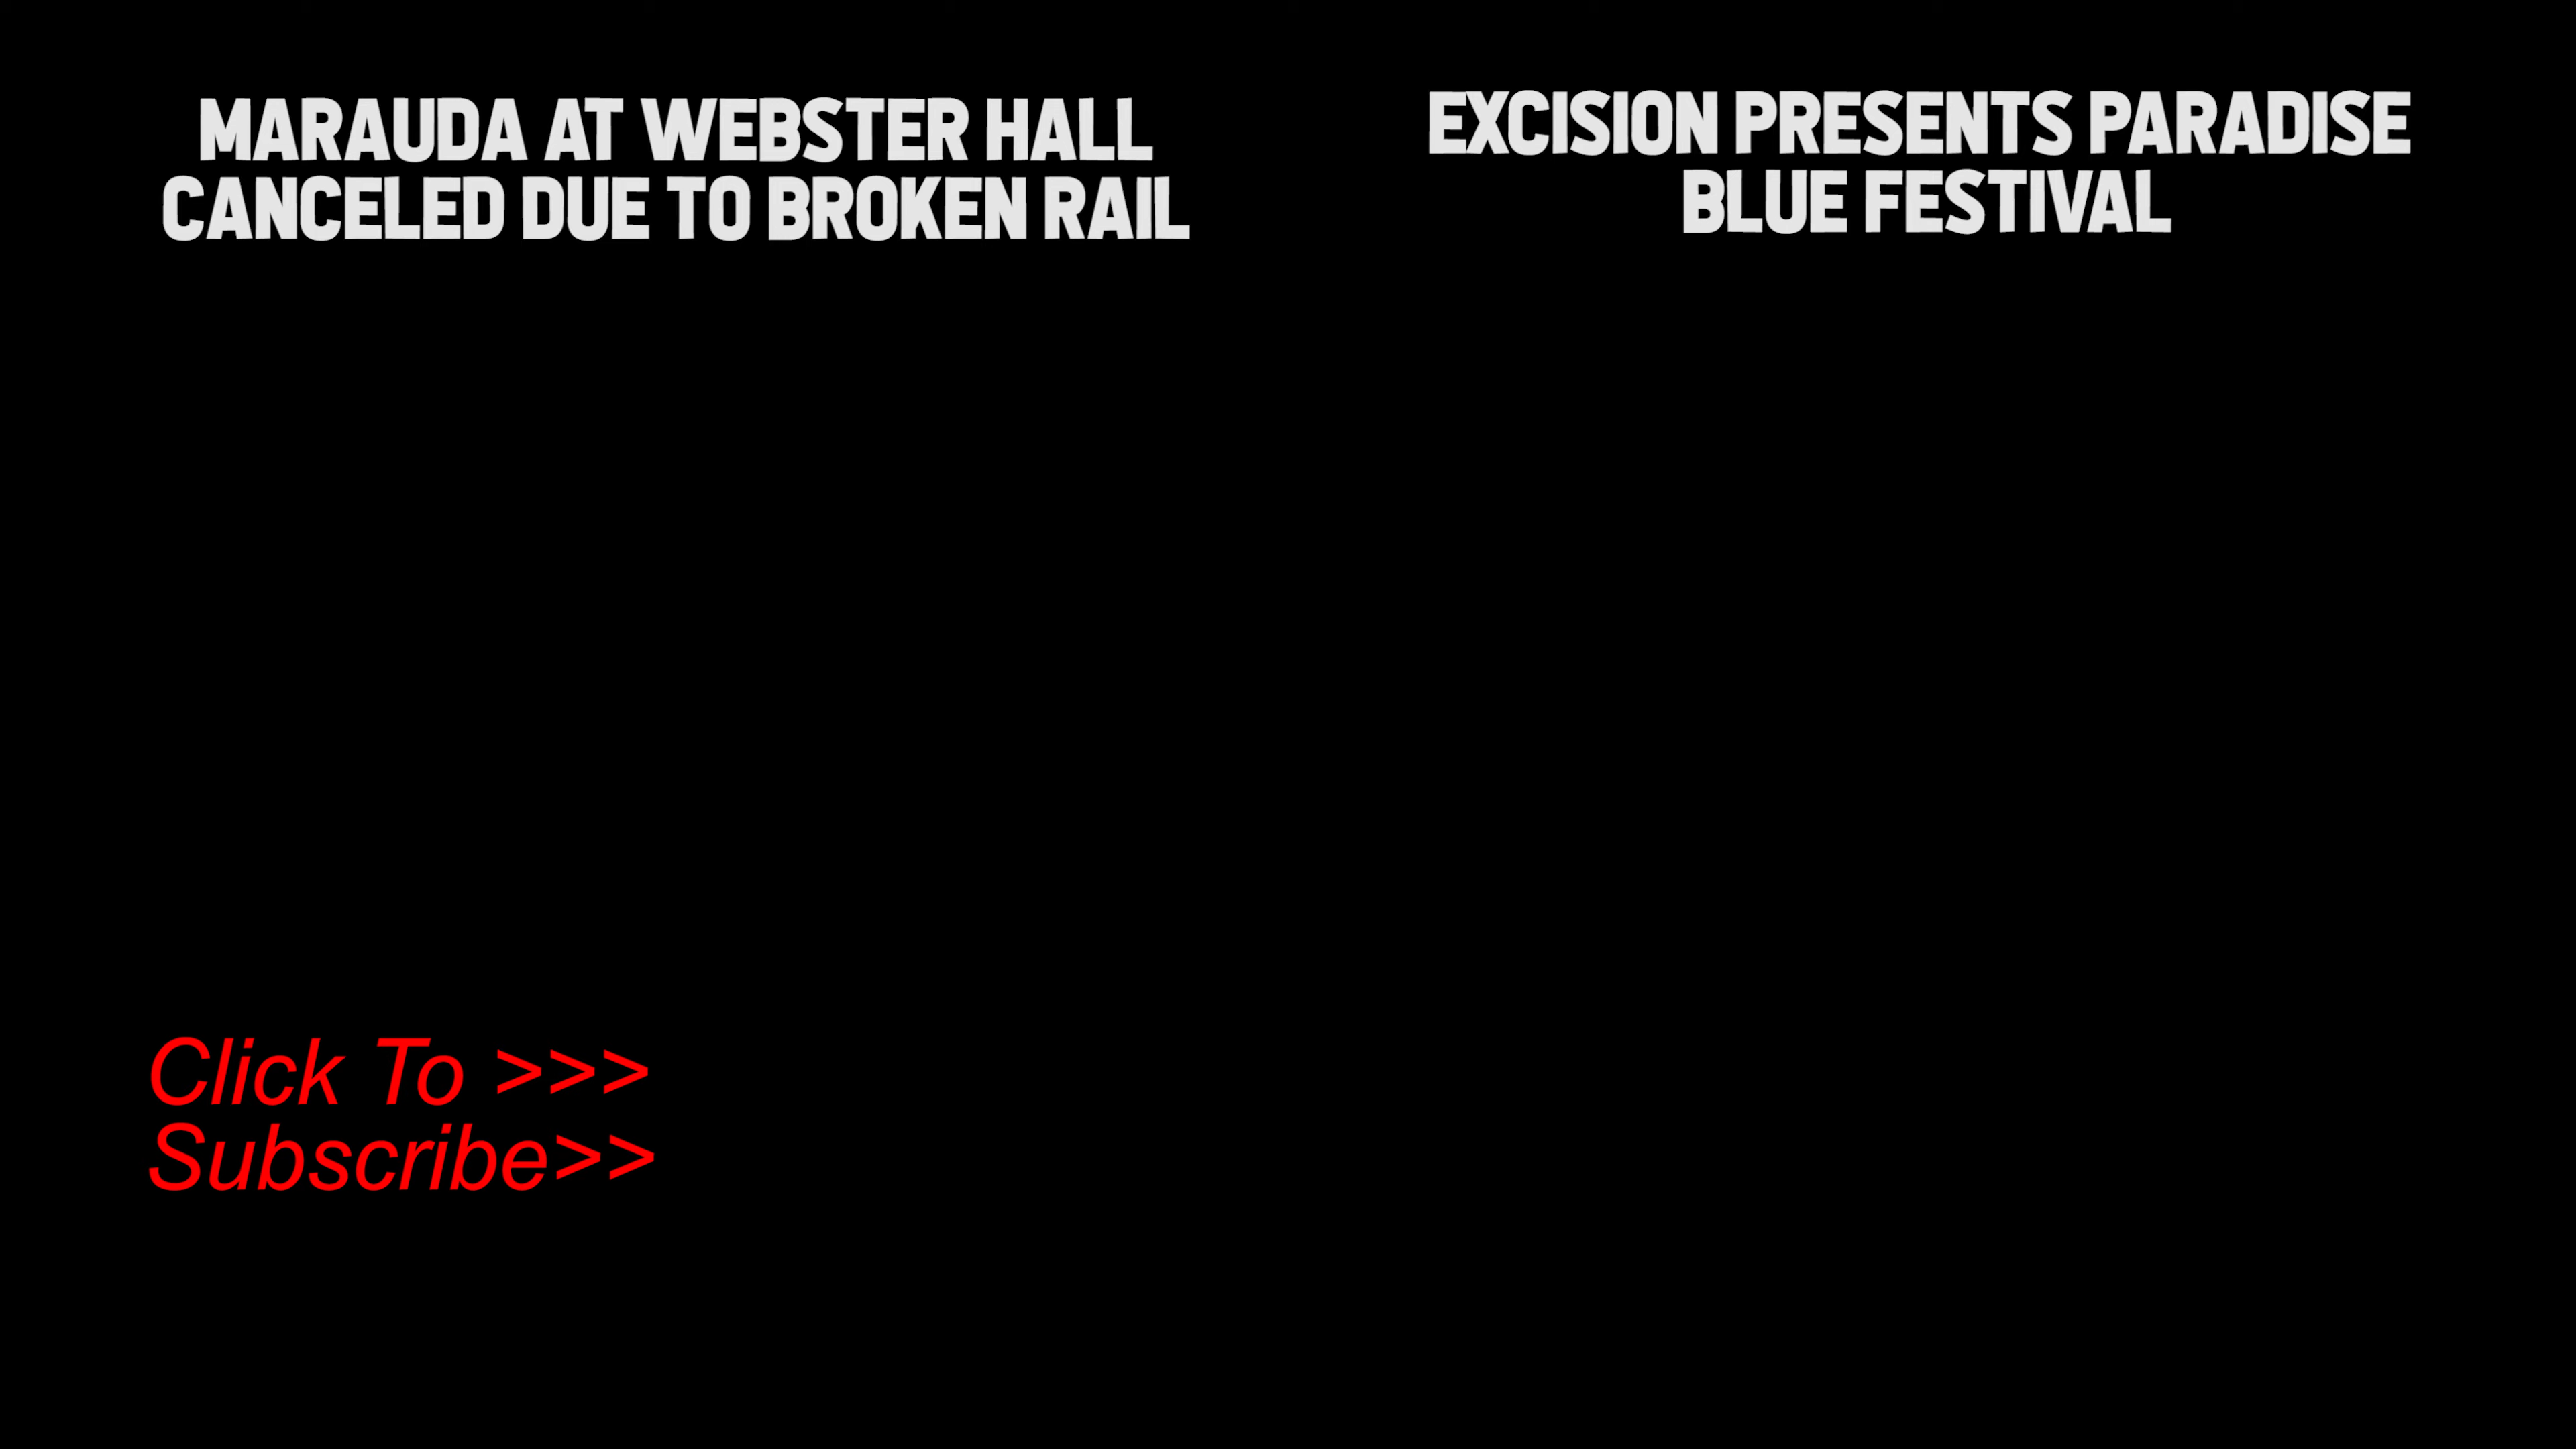 MARAUDA AT WEBSTER HALL
CANCELED DUE TO BROKEN RAIL
EXCISION PRESENTS PARADISE
BLUE FESTIVAL
Click To >>>
Subscribe>>